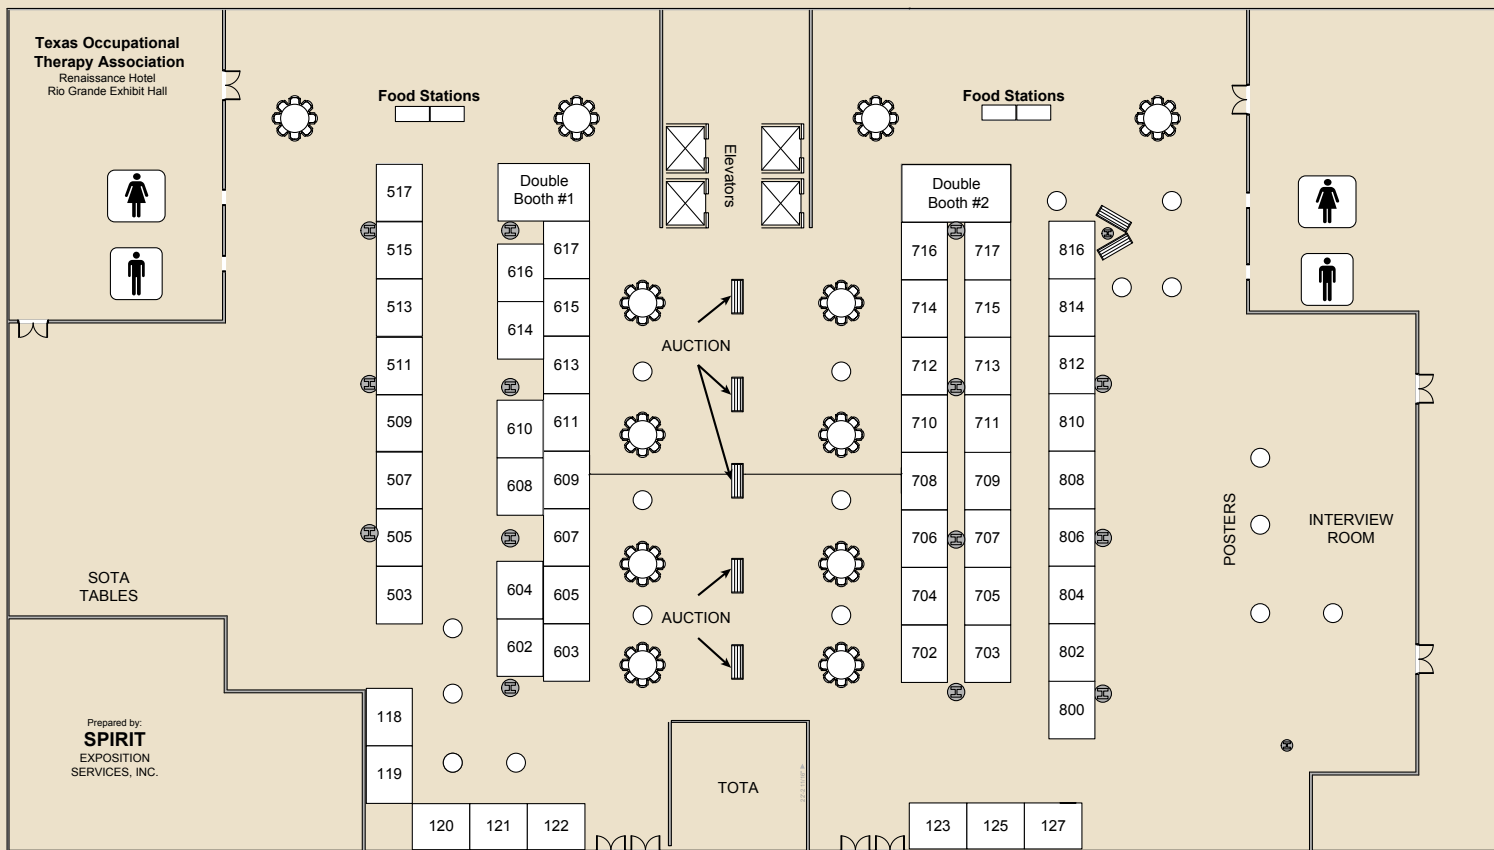 Texas Occupational
Therapy Association
Renaissance Hotel
Rio Grande Exhibit Hall
Food Stations
Food Stations
Elevators
517
515
513
511
509
507
505
503
Double
Booth #1
616
614
610
608
604
602
617
615
613
611
609
607
605
603
AUCTION
AUCTION
Double
Booth #2
716
714
712
710
708
706
704
702
717
715
713
711
709
707
705
703
816
814
812
810
808
806
804
802
800
POSTERS
INTERVIEW
ROOM
SOTA
TABLES
Prepared by:
SPIRIT
EXPOSITION
SERVICES, INC.
118
119
120
121
122
TOTA
123
125
127